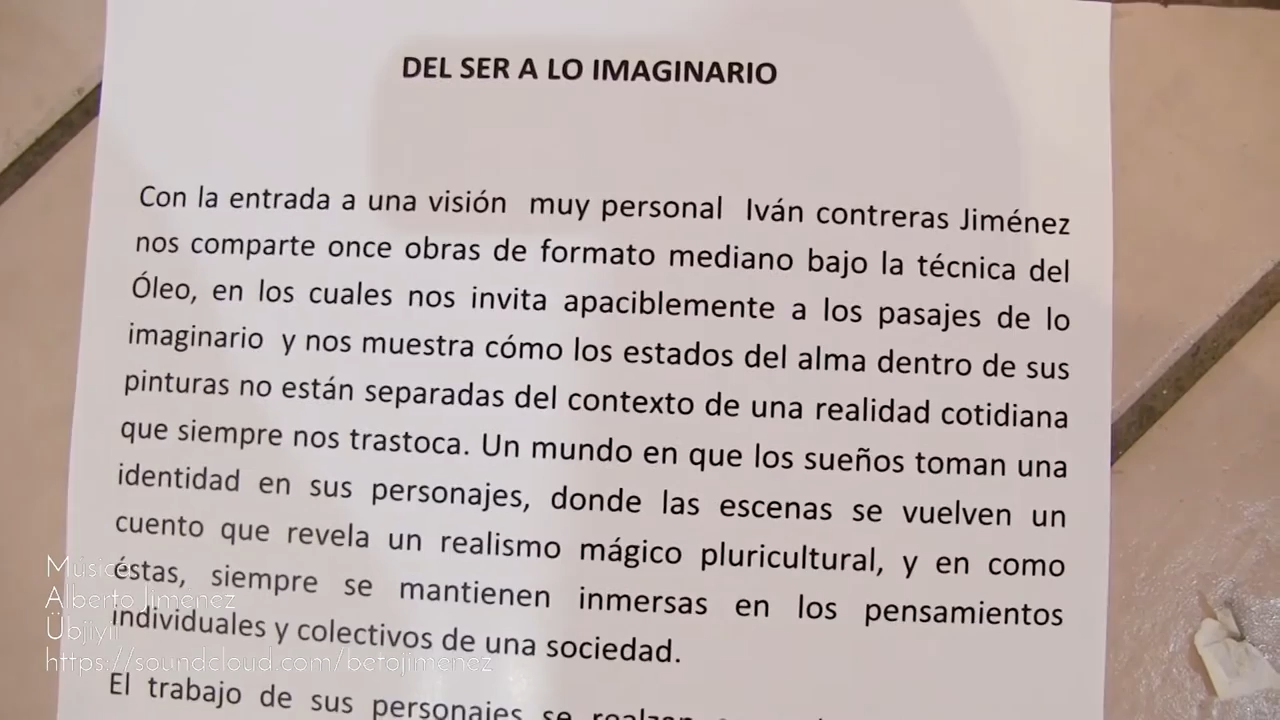 DEL SER A LO IMAGINARIO
Con la entrada a una visión muy personal Iván contreras Jiménez
nos comparte once obras de formato mediano bajo la técnica del
Óleo, en los cuales nos invita apaciblemente a los pasajes de lo
imaginario y nos muestra cómo los estados del alma dentro de sus
pinturas no están separadas del contexto de una realidad cotidiana
que siempre nos trastoca. Un mundo en que los sueños toman una
identidad en sus personajes, donde las escenas se vuelven un
cuento que revela un realismo mágico pluricultural, y en como
éstas, siempre se mantienen inmersas en los pensamientos
individuales y colectivos de una sociedad.
El trabajo de sus personajes se
Alberto Jimenez
https://soundcloud.com/betojimenez